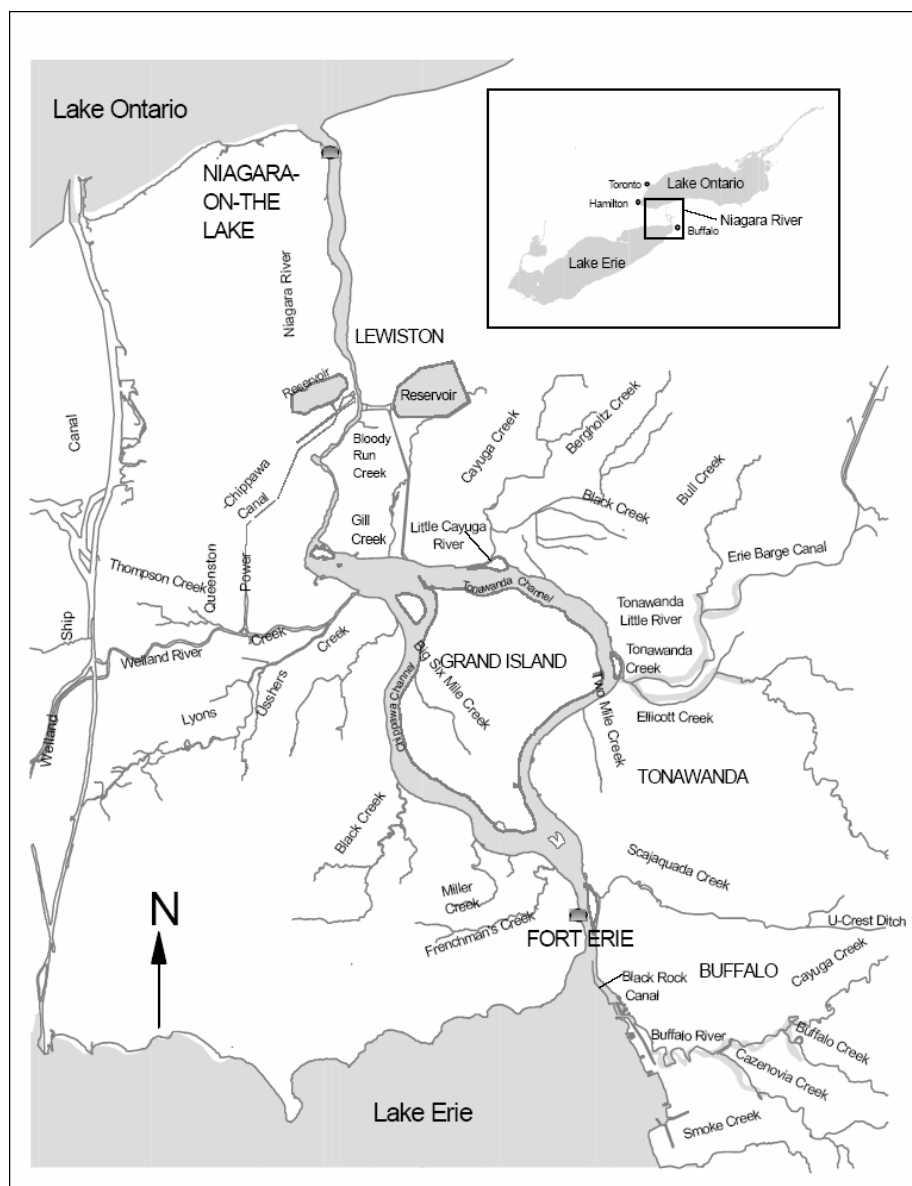 Lake Ontario
NIAGARA-
ON-THE
LAKE
Niagara River
LEWISTON
Toronto
Hamilton
Lake Ontario
Niagara River
Buffalo
Lake Erie
Reservoir
Reservoir
Canal
Ship
Welland
Chippawa
Canal
Power
Queenston
Bloody
Run
Creek
Gill
Creek
Cayuga Creek
Bergholtz Creek
Black Creek
Bull Creek
Little Cayuga
River
Erie Barge Canal
Thompson Creek
Tonawanda Channel
Tonawanda
Little River
Tonawanda
Creek
Welland River
Creek
Lyons
Creek
Usshers
Chippawa Channel
Big Six Mile Creek
GRAND ISLAND
Two Mile Creek
Ellicott Creek
TONAWANDA
Black Creek
Miller
Creek
Frenchman's Creek
Scajaquada Creek
U-Crest Ditch
N
FORT ERIE
BUFFALO
Cayuga Creek
Black Rock
Canal
Buffalo River
Buffalo Creek
Cazenovia Creek
Smoke Creek
Lake Erie